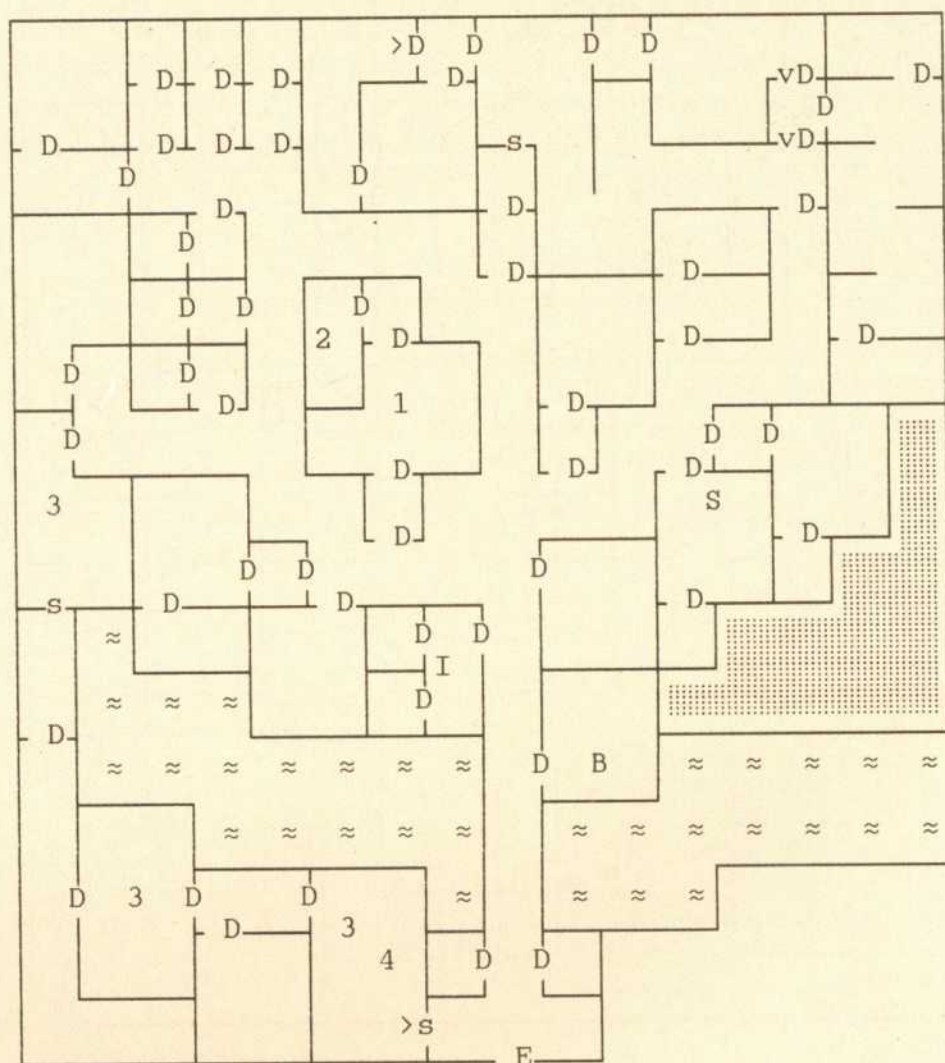 >D D D D
D D D D vD D
D
D D D D s vD
D D
D D D
D
D D
D D D
2 D D
D D
1 D D
D D D
D D D
3 S
D D
D D D
s D D D
≈ D D
I
≈ ≈ ≈ D
D
≈ ≈ ≈ ≈ ≈ ≈ ≈ D B ≈ ≈ ≈ ≈ ≈
≈ ≈ ≈ ≈ ≈ ≈ ≈ ≈ ≈ ≈ ≈ ≈
D 3 D D ≈ ≈ ≈ ≈
D 3
4 D D
>s
E